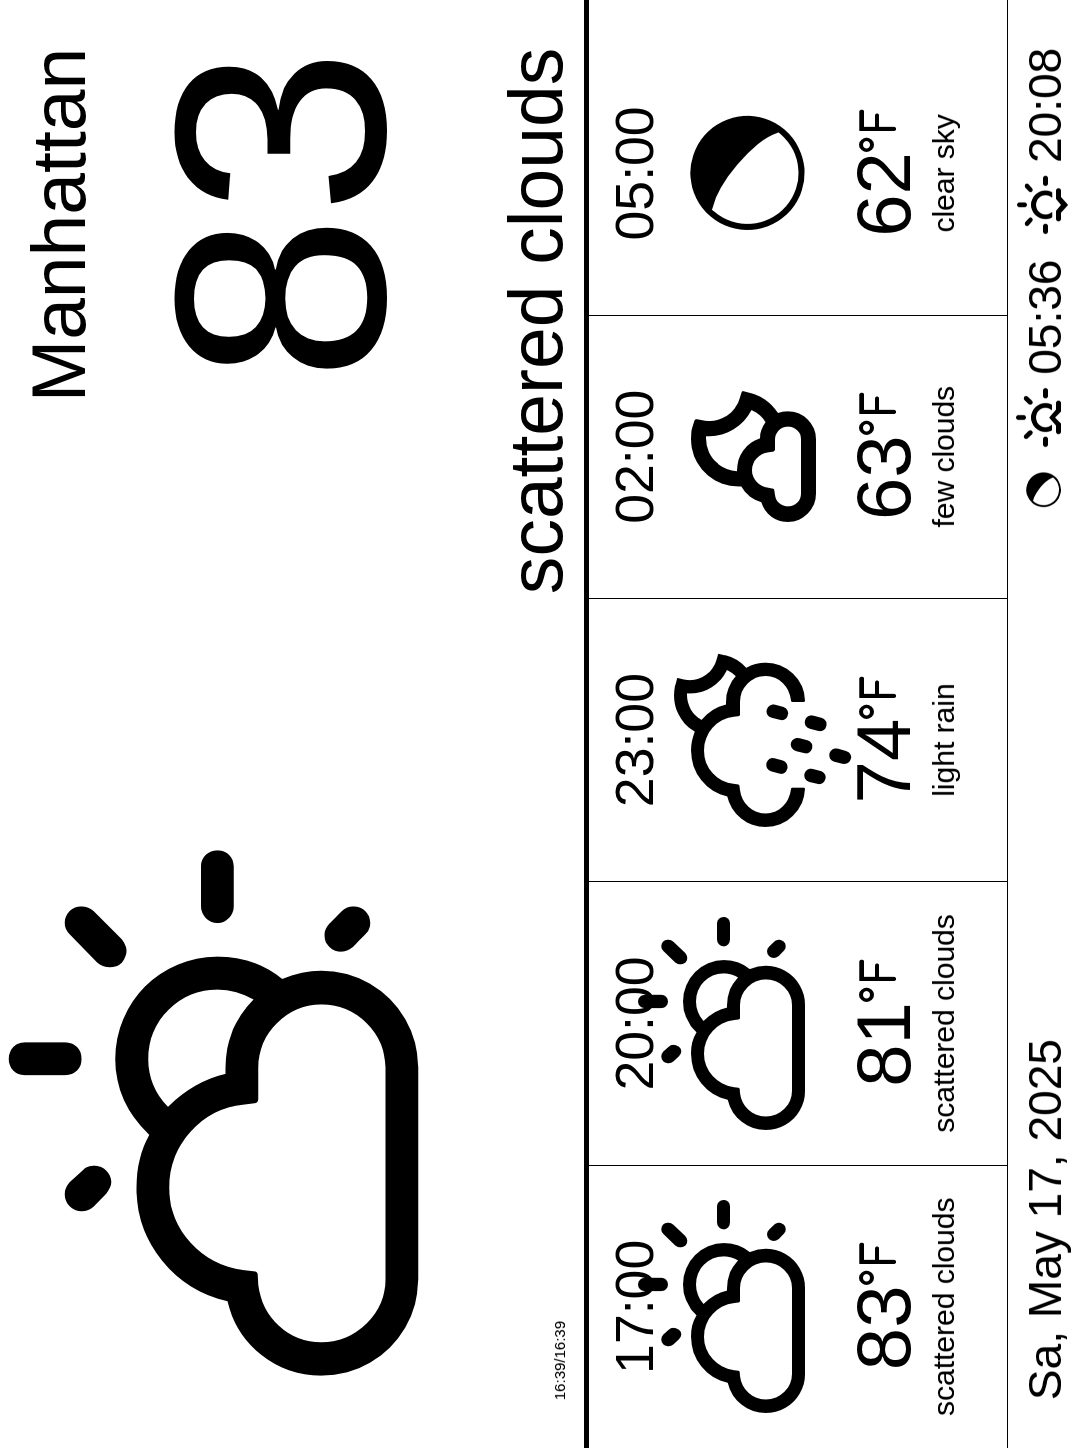 Manhattan
83
scattered clouds
16:39/16:39
17:00 20:00 23:00 02:00 05:00
83°F 81°F 74°F 63°F 62°F
scattered clouds scattered clouds light rain few clouds clear sky
Sa, May 17, 2025 05:36 20:08